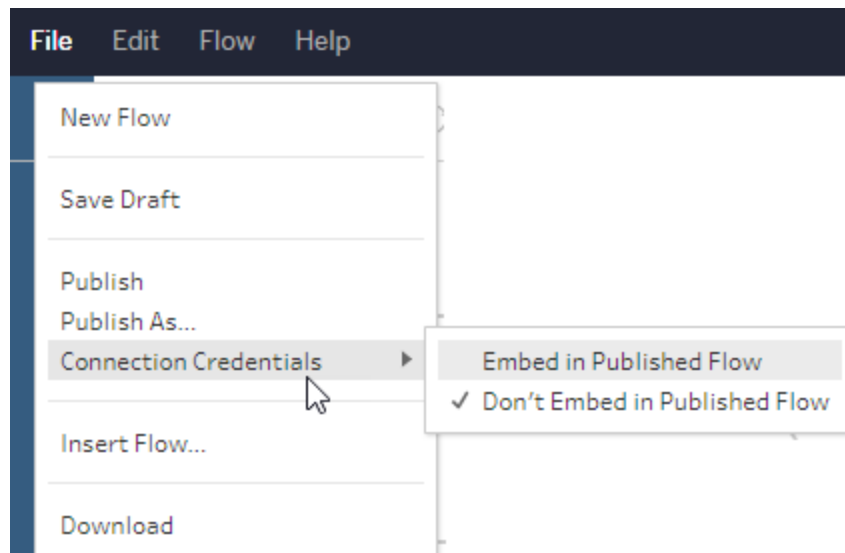 File Edit Flow Help
New Flow
Save Draft
Publish
Publish As...
Connection Credentials
Embed in Published Flow
✓ Don't Embed in Published Flow
Insert Flow...
Download